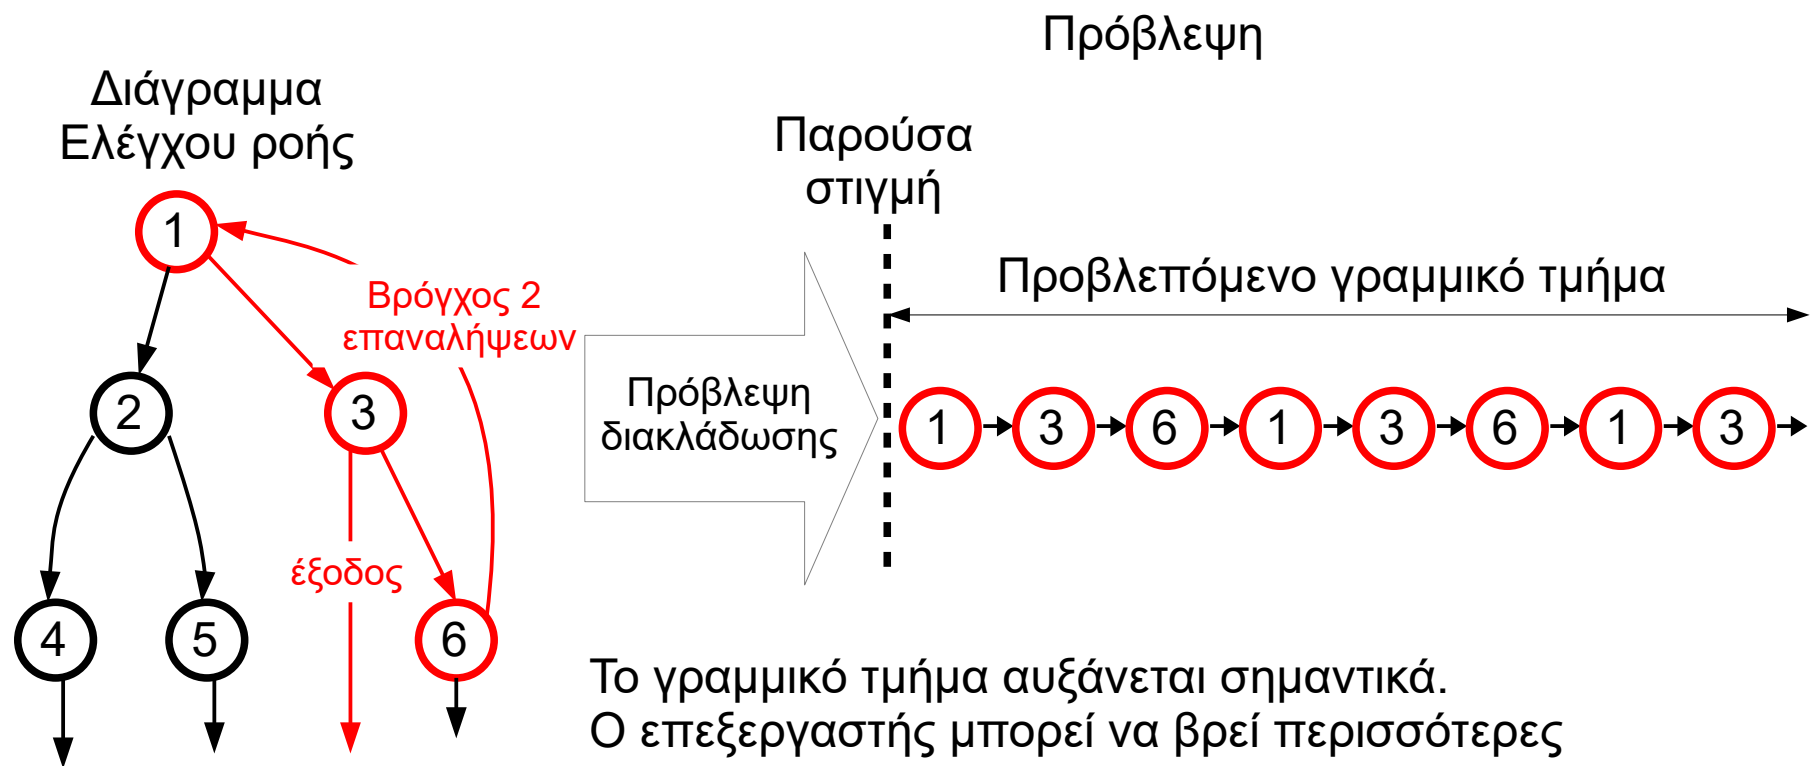 Πρόβλεψη
Διάγραμμα
Ελέγχου ροής
Παρούσα
στιγμή
1
Βρόγχος 2
επαναλήψεων
Προβλεπόμενο γραμμικό τμήμα
2
3
Πρόβλεψη
διακλάδωσης
1 3 6 1 3 6 1 3
έξοδος
4
5
6
Το γραμμικό τμήμα αυξάνεται σημαντικά.
Ο επεξεργαστής μπορεί να βρεί περισσότερες